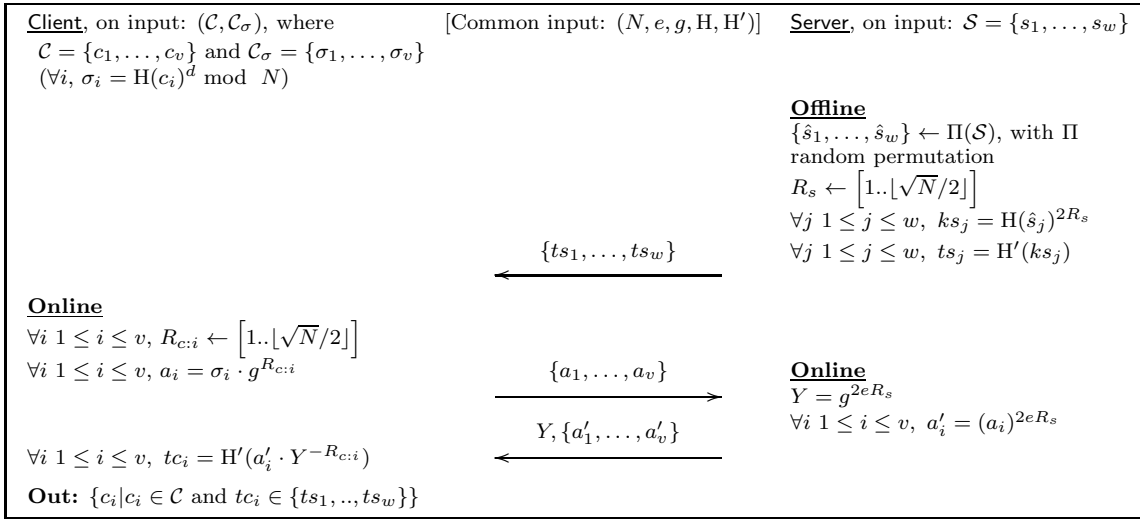 Client, on input: (𝒞, 𝒞_σ), where
𝒞 = {c_1, . . . , c_v} and 𝒞_σ = {σ_1, . . . , σ_v}
(∀i, σ_i = H(c_i)^d mod N)
[Common input: (N, e, g, H, H′)]
Server, on input: 𝒮 = {s_1, . . . , s_w}
Offline
{ŝ_1, . . . , ŝ_w} ← Π(𝒮), with Π
random permutation
R_s ← [1..⌊√N/2⌋]
∀j 1 ≤ j ≤ w, ks_j = H(ŝ_j)^{2R_s}
∀j 1 ≤ j ≤ w, ts_j = H′(ks_j)
{ts_1, . . . , ts_w}
Online
∀i 1 ≤ i ≤ v, R_{c:i} ← [1..⌊√N/2⌋]
∀i 1 ≤ i ≤ v, a_i = σ_i · g^{R_{c:i}}
{a_1, . . . , a_v}
Online
Y = g^{2eR_s}
∀i 1 ≤ i ≤ v, a′_i = (a_i)^{2eR_s}
Y, {a′_1, . . . , a′_v}
∀i 1 ≤ i ≤ v, tc_i = H′(a′_i · Y^{−R_{c:i}})
Out: {c_i|c_i ∈ 𝒞 and tc_i ∈ {ts_1, .., ts_w}}